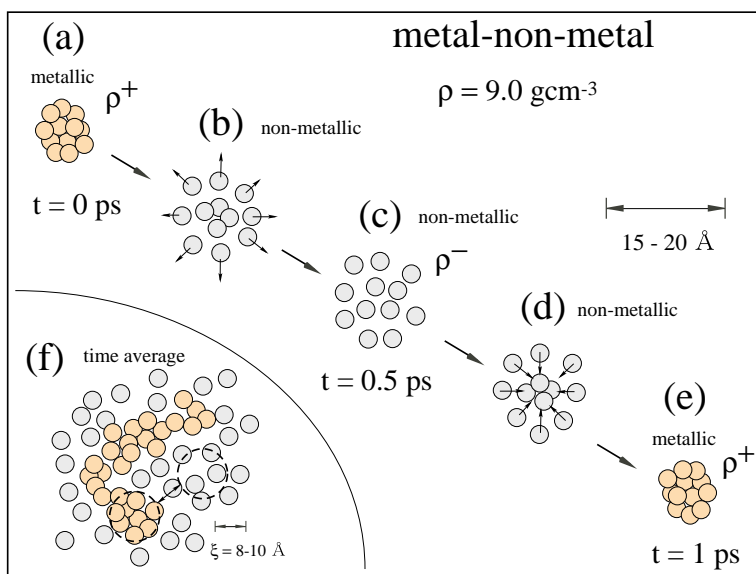 (a)
metal-non-metal
metallic
ρ+
ρ = 9.0 gcm-3
(b)
non-metallic
t = 0 ps
(c)
non-metallic
ρ−
15 - 20 Å
(d)
non-metallic
(f)
time average
t = 0.5 ps
(e)
metallic
ρ+
ξ = 8-10 Å
t = 1 ps